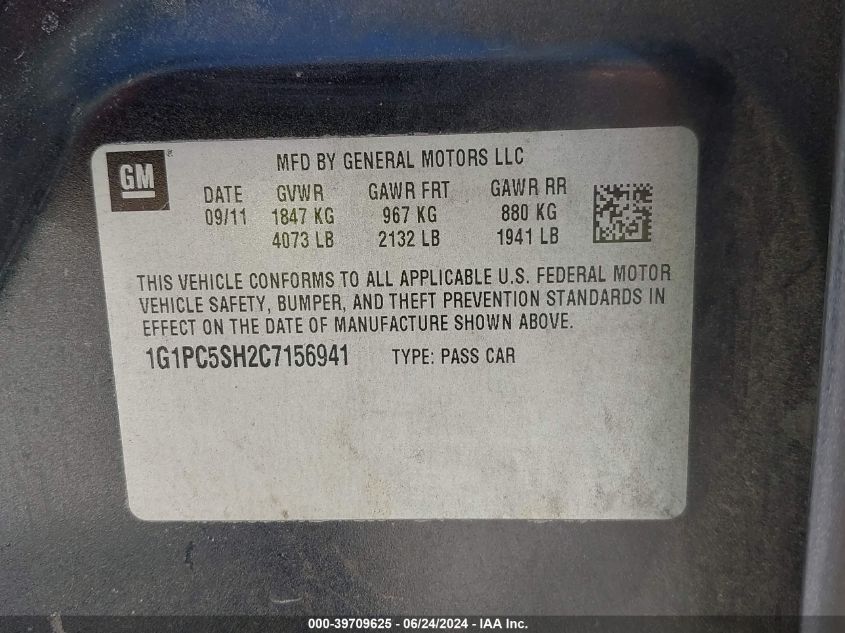 GM
MFD BY GENERAL MOTORS LLC
DATE GVWR GAWR FRT GAWR RR
09/11 1847 KG 967 KG 880 KG
4073 LB 2132 LB 1941 LB
THIS VEHICLE CONFORMS TO ALL APPLICABLE U.S. FEDERAL MOTOR
VEHICLE SAFETY, BUMPER, AND THEFT PREVENTION STANDARDS IN
EFFECT ON THE DATE OF MANUFACTURE SHOWN ABOVE.
1G1PC5SH2C7156941 TYPE: PASS CAR
000-39709625 - 06/24/2024 - IAA Inc.